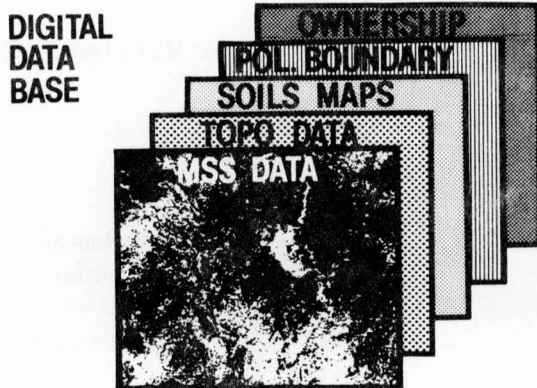 DIGITAL
DATA
BASE
OWNERSHIP
POL. BOUNDARY
SOILS MAPS
TOPO DATA
MSS DATA